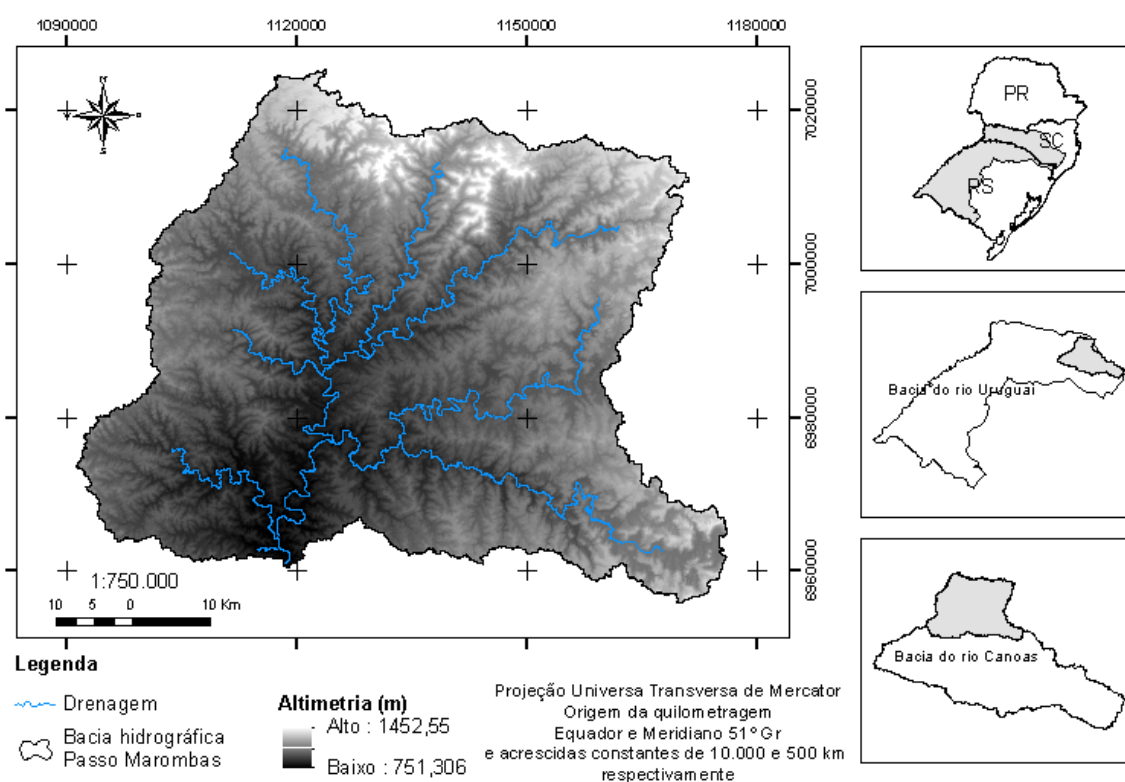 1090000 1120000 1150000 1180000
N
S
7020000
7000000
6980000
6960000
1:750.000
10 5 0 10 Km
PR
SC
RS
Bacia do rio Uruguai
Bacia do rio Canoas
Legenda
Drenagem
Bacia hidrográfica
Passo Marombas
Altimetria (m)
Alto : 1452,55
Baixo : 751,306
Projeção Universa Transversa de Mercator
Origem da quilometragem
Equador e Meridiano 51° Gr
e acrescidas constantes de 10.000 e 500 km
respectivamente